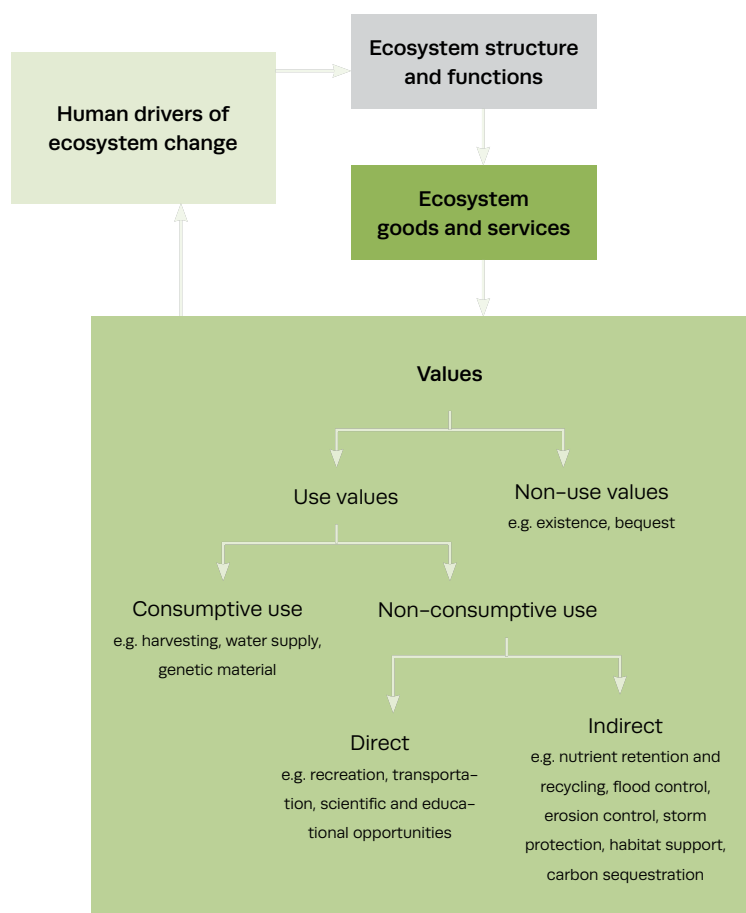 Ecosystem structure
and functions
Human drivers of
ecosystem change
Ecosystem
goods and services
Values
Use values
Non-use values
e.g. existence, bequest
Consumptive use
e.g. harvesting, water supply,
genetic material
Non-consumptive use
Direct
e.g. recreation, transporta-
tion, scientific and educa-
tional opportunities
Indirect
e.g. nutrient retention and
recycling, flood control,
erosion control, storm
protection, habitat support,
carbon sequestration